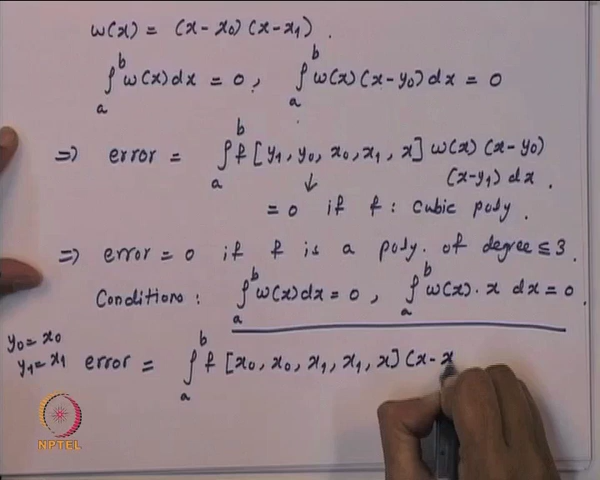 w(x) = (x-x₀)(x-x₁).
∫ₐᵇ w(x)dx = 0, ∫ₐᵇ w(x)(x-y₀)dx = 0
⇒ error = ∫ₐᵇ f[y₁, y₀, x₀, x₁, x] w(x)(x-y₀)
(x-y₁)dx.
↓
= 0 if f : cubic poly.
⇒ error = 0 if f is a poly. of degree ≤ 3.
Conditions: ∫ₐᵇ w(x)dx = 0, ∫ₐᵇ w(x)·x dx = 0.
y₀ = x₀
y₁ = x₁ error = ∫ₐᵇ f[x₀, x₀, x₁, x₁, x](x-x
NPTEL